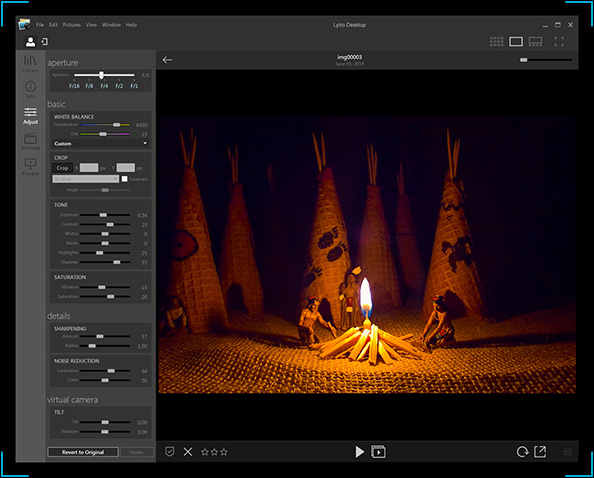 File Edit Pictures View Window Help
Lytro Desktop
img00003
June 01, 2014
Library
Info
Adjust
Animate
Present
aperture
Aperture F/5
F/16 F/8 F/4 F/2 F/1
basic
WHITE BALANCE
Temperature 6430
Tint -15
Custom
CROP
Crop X px Y px
Constrain
Angle
TONE
Exposure 0.34
Contrast 23
Whites 0
Blacks 0
Highlights -25
Shadows 55
SATURATION
Vibrance -15
Saturation 26
details
SHARPENING
Amount 37
Radius 1.00
NOISE REDUCTION
Luminance 64
Color 50
virtual camera
TILT
Tilt 0.00
Rotation 0.00
Revert to Original Undo